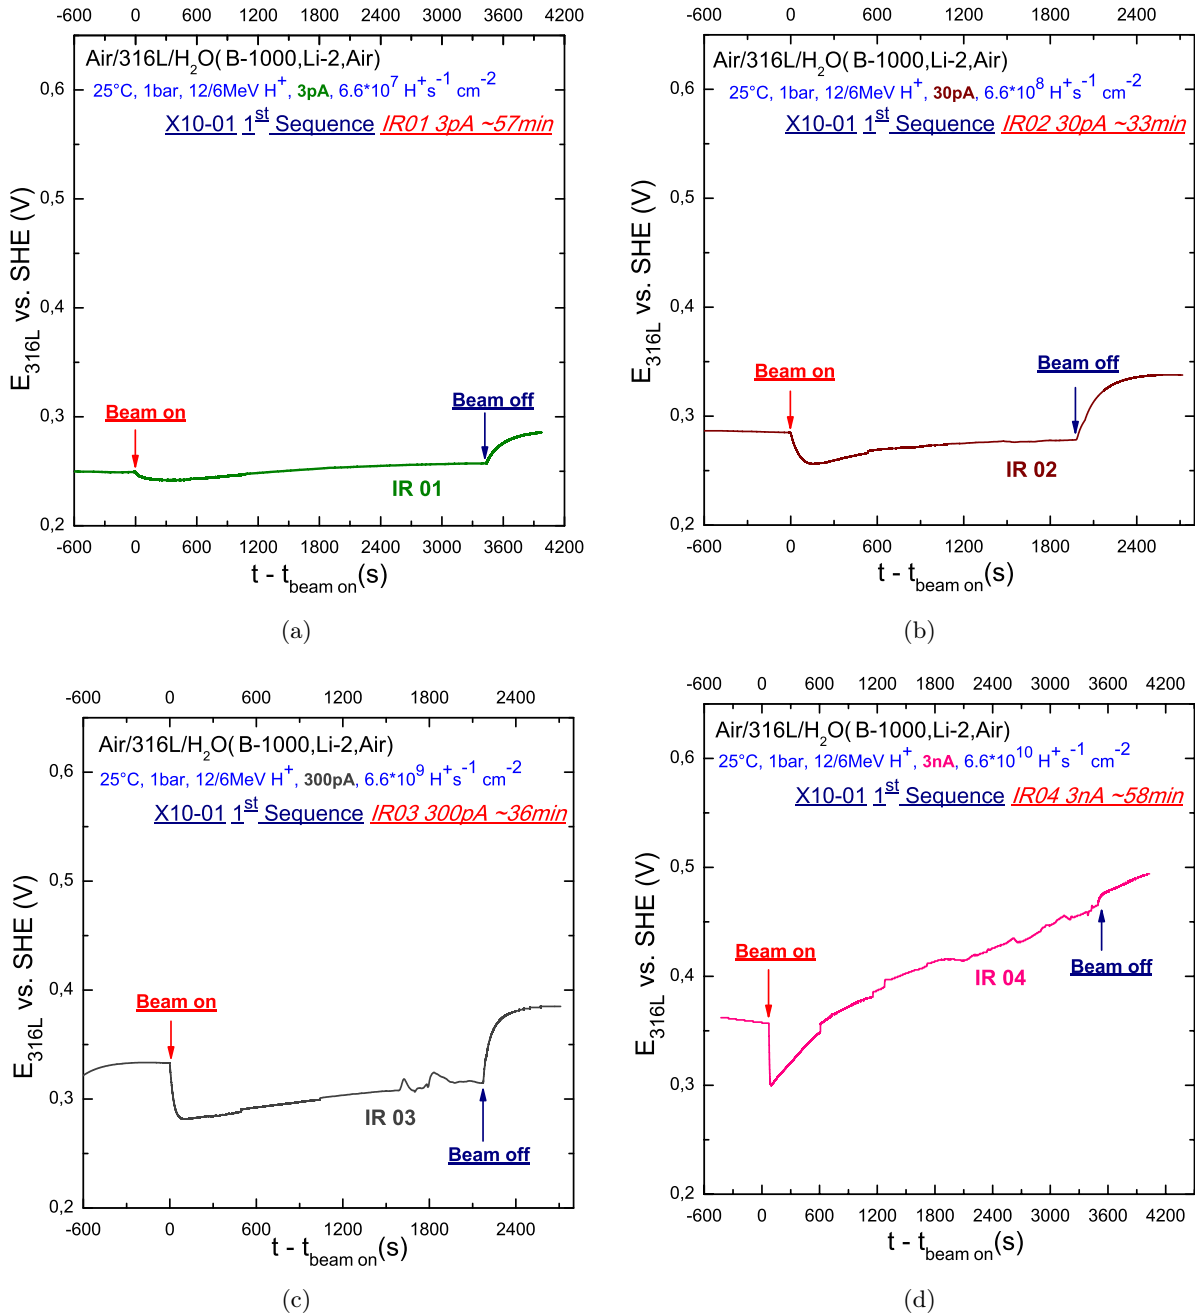 -600 0 600 1200 1800 2400 3000 3600 4200
Air/316L/H2O( B-1000,Li-2,Air)
25°C, 1bar, 12/6MeV H+, 3pA, 6.6*10^7 H+s-1 cm-2
X10-01 1st Sequence IR01 3pA ~57min
0,6
0,5
0,4
0,3
0,2
E316L vs. SHE (V)
Beam on
Beam off
IR 01
-600 0 600 1200 1800 2400 3000 3600 4200
t - tbeam on(s)
(a)
-600 0 600 1200 1800 2400
Air/316L/H2O( B-1000,Li-2,Air)
25°C, 1bar, 12/6MeV H+, 30pA, 6.6*10^8 H+s-1 cm-2
X10-01 1st Sequence IR02 30pA ~33min
0,6
0,5
0,4
0,3
0,2
E316L vs. SHE (V)
Beam on
Beam off
IR 02
-600 0 600 1200 1800 2400
t - tbeam on(s)
(b)
-600 0 600 1200 1800 2400
Air/316L/H2O( B-1000,Li-2,Air)
25°C, 1bar, 12/6MeV H+, 300pA, 6.6*10^9 H+s-1 cm-2
X10-01 1st Sequence IR03 300pA ~36min
0,6
0,5
0,4
0,3
0,2
E316L vs. SHE (V)
Beam on
IR 03
Beam off
-600 0 600 1200 1800 2400
t - tbeam on(s)
(c)
-600 0 600 1200 1800 2400 3000 3600 4200
Air/316L/H2O( B-1000,Li-2,Air)
25°C, 1bar, 12/6MeV H+, 3nA, 6.6*10^10 H+s-1 cm-2
X10-01 1st Sequence IR04 3nA ~58min
0,6
0,5
0,4
0,3
0,2
E316L vs. SHE (V)
Beam on
Beam off
IR 04
-600 0 600 1200 1800 2400 3000 3600 4200
t - tbeam on(s)
(d)